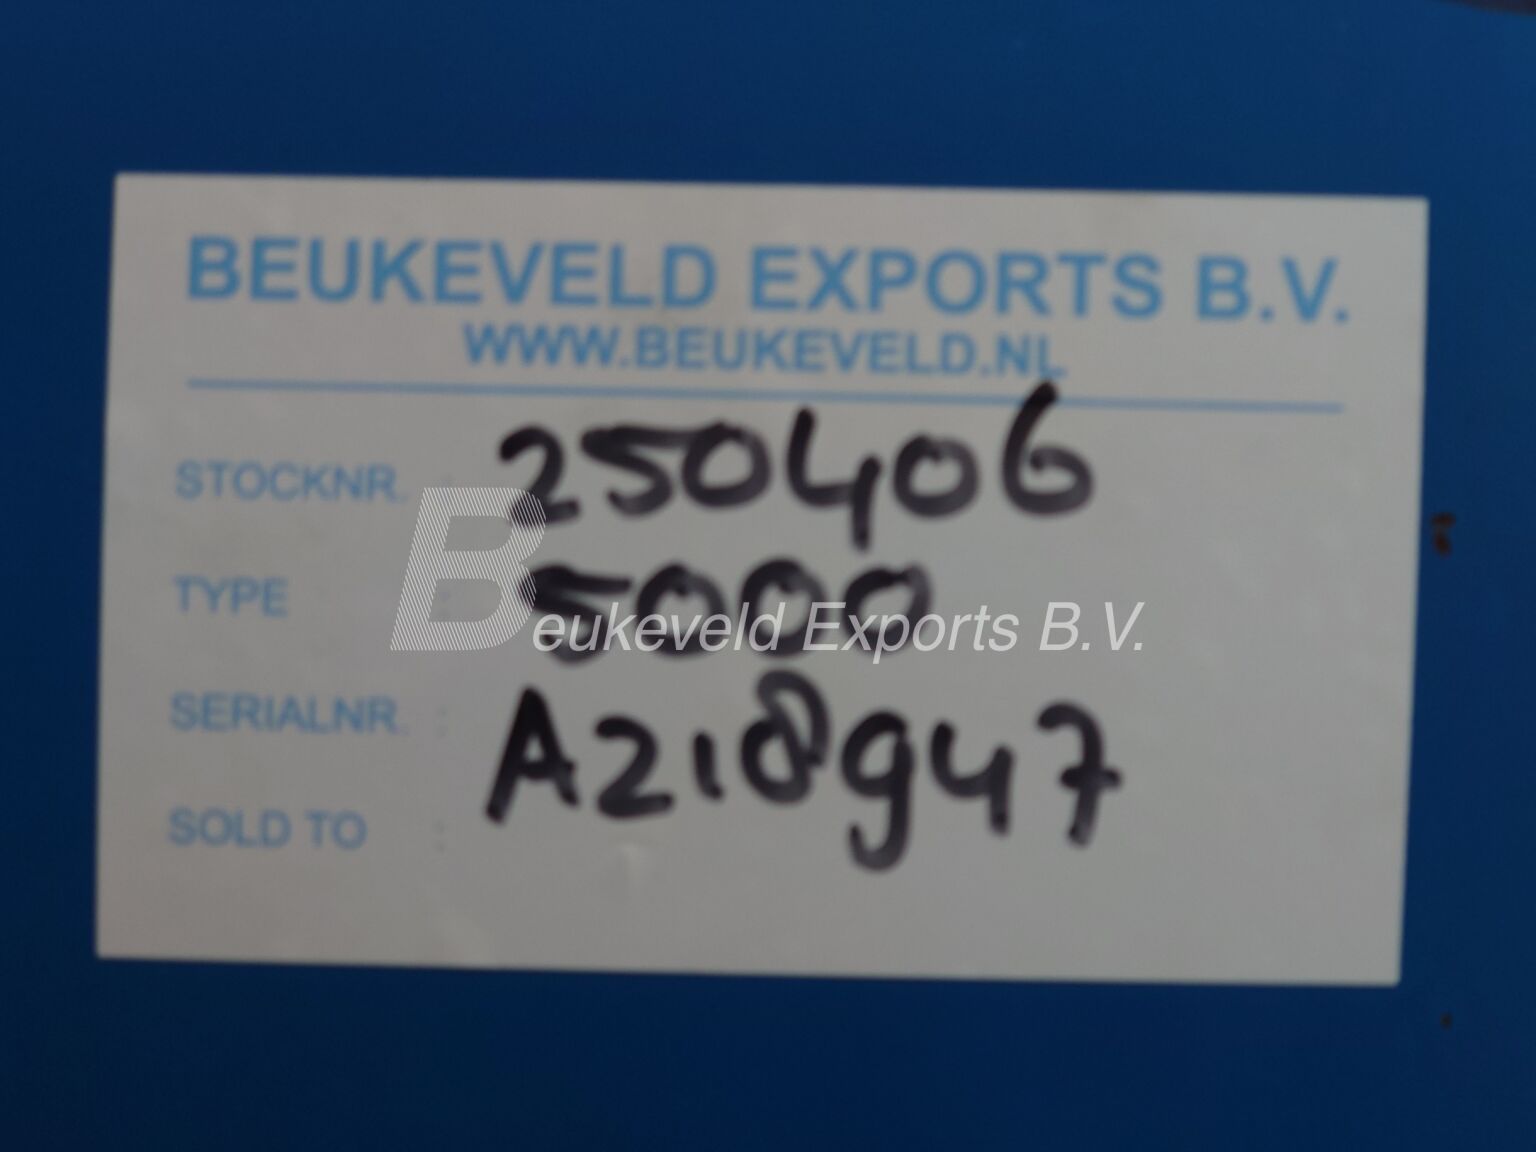 BEUKEVELD EXPORTS B.V.
WWW.BEUKEVELD.NL
STOCKNR. : 250406
TYPE : 5000
Beukeveld Exports B.V.
SERIALNR. : A218947
SOLD TO :